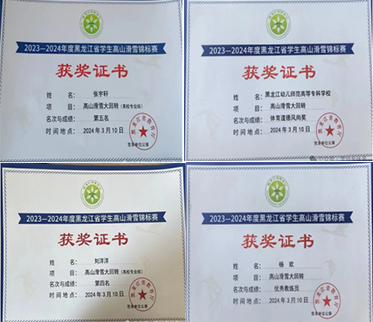 2023—2024年度黑龙江省学生高山滑雪锦标赛
获奖证书
姓 名： 张宇轩
项 目： 高山滑雪大回转（高校专业组）
名次与成绩： 第五名
时间地点： 2024年3月10日
2023—2024年度黑龙江省学生高山滑雪锦标赛
获奖证书
姓 名： 黑龙江幼儿师范高等专科学校
项 目： 高山滑雪大回转
名次与成绩： 体育道德风尚奖
时间地点： 2024年3月10日
2023—2024年度黑龙江省学生高山滑雪锦标赛
获奖证书
姓 名： 刘洋洋
项 目： 高山滑雪大回转（高校专业组）
名次与成绩： 第四名
时间地点： 2024年3月10日
2023—2024年度黑龙江省学生高山滑雪锦标赛
获奖证书
姓 名： 杨欢
项 目： 高山滑雪大回转
名次与成绩： 优秀教练员
时间地点： 2024年3月10日